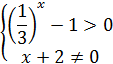 (1/3)^x − 1 > 0
x + 2 ≠ 0